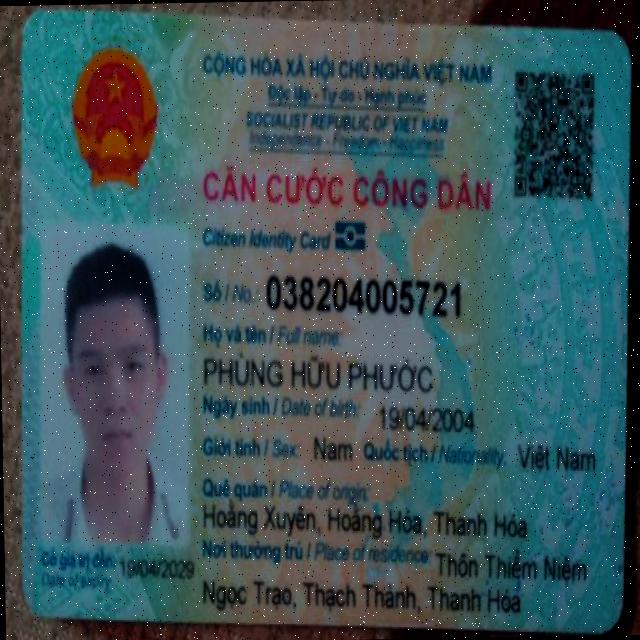 CỘNG HÒA XÃ HỘI CHỦ NGHĨA VIỆT NAM
Độc lập - Tự do - Hạnh phúc
SOCIALIST REPUBLIC OF VIET NAM
Independence - Freedom - Happiness
CĂN CƯỚC CÔNG DÂN
Citizen Identity Card
Số / No.: 038204005721
Họ và tên / Full name:
PHÙNG HỮU PHƯỚC
Ngày sinh / Date of birth: 19/04/2004
Giới tính / Sex: Nam Quốc tịch / Nationality: Việt Nam
Quê quán / Place of origin:
Hoằng Xuyên, Hoằng Hóa, Thanh Hóa
Nơi thường trú / Place of residence: Thôn Thiềm Niệm
Ngọc Trạo, Thạch Thành, Thanh Hóa
Có giá trị đến: 19/04/2029
Date of expiry